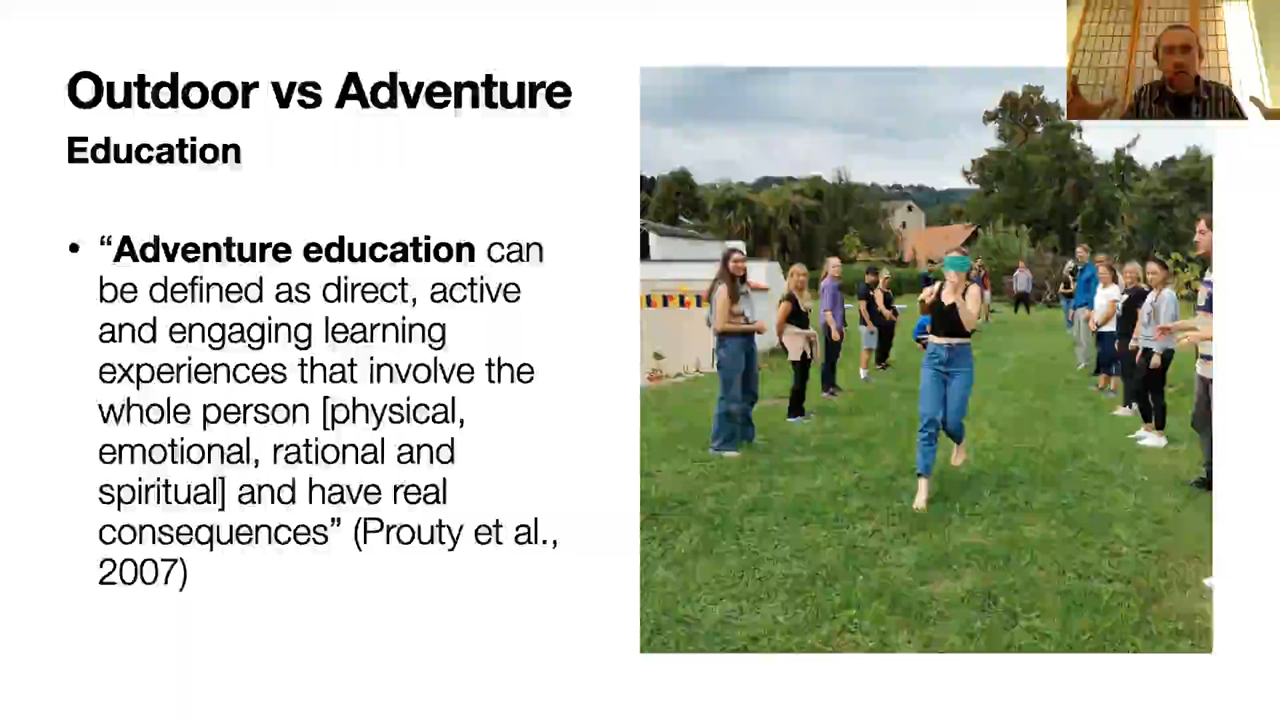 Outdoor vs Adventure
Education
• “Adventure education can
be defined as direct, active
and engaging learning
experiences that involve the
whole person [physical,
emotional, rational and
spiritual] and have real
consequences” (Prouty et al.,
2007)